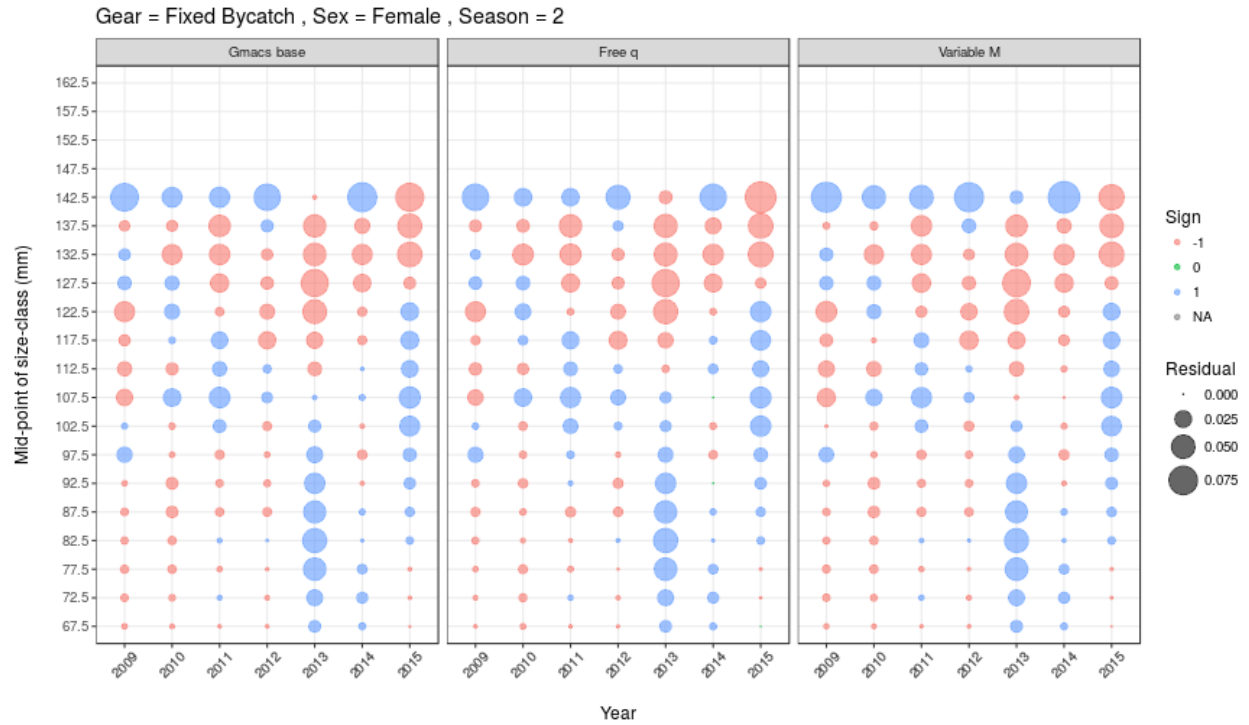 Gear = Fixed Bycatch , Sex = Female , Season = 2
Gmacs base
Free q
Variable M
Mid-point of size-class (mm)
162.5
157.5
152.5
147.5
142.5
137.5
132.5
127.5
122.5
117.5
112.5
107.5
102.5
97.5
92.5
87.5
82.5
77.5
72.5
67.5
2009 2010 2011 2012 2013 2014 2015
2009 2010 2011 2012 2013 2014 2015
2009 2010 2011 2012 2013 2014 2015
Year
Sign
-1
0
1
NA
Residual
0.000
0.025
0.050
0.075